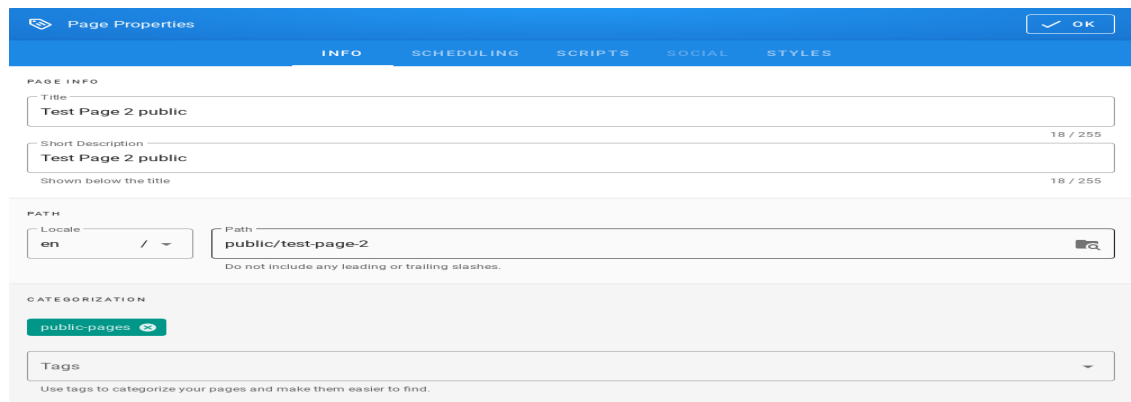 Page Properties
OK
INFO SCHEDULING SCRIPTS SOCIAL STYLES
PAGE INFO
Title
Test Page 2 public
18 / 255
Short Description
Test Page 2 public
Shown below the title 18 / 255
PATH
Locale Path
en / public/test-page-2
Do not include any leading or trailing slashes.
CATEGORIZATION
public-pages
Tags
Use tags to categorize your pages and make them easier to find.